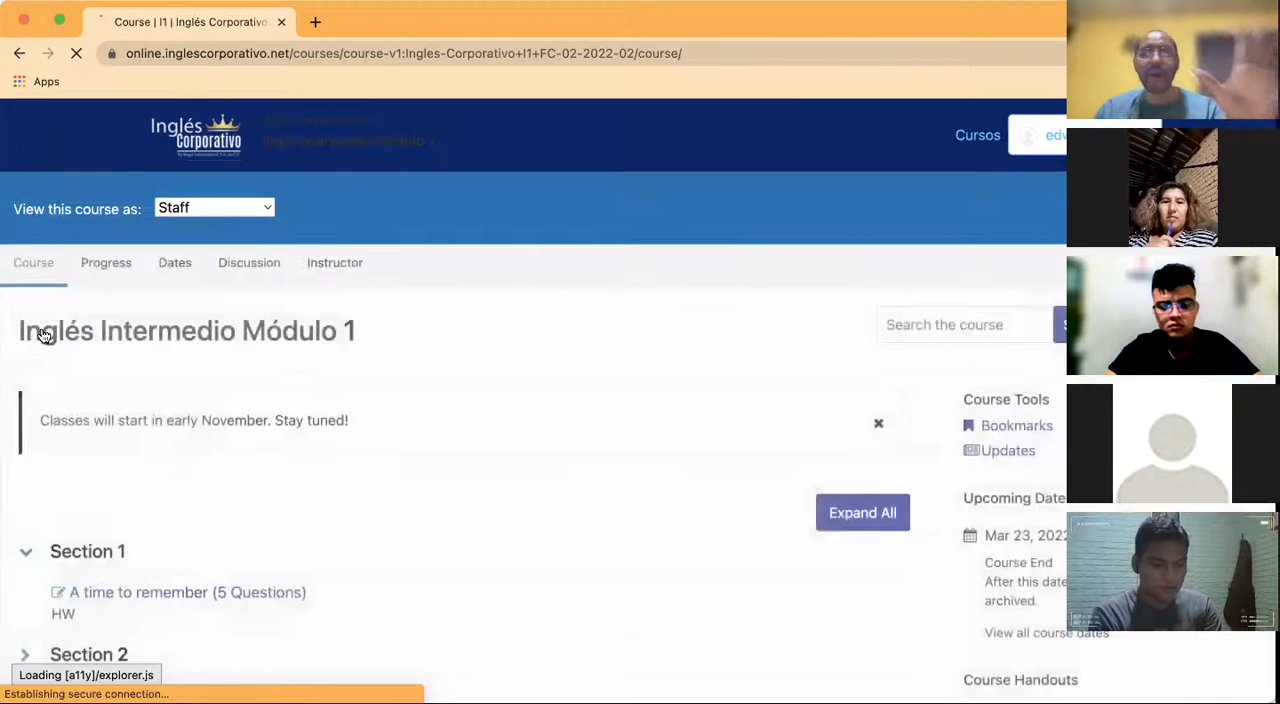 Course | I1 | Inglés Corporativo
online.inglescorporativo.net/courses/course-v1:Ingles-Corporativo+I1+FC-02-2022-02/course/
Apps
Inglés
corporativo
Cursos
edw
View this course as:
Staff
Course
Progress
Dates
Discussion
Instructor
Inglés Intermedio Módulo 1
Search the course
Classes will start in early November. Stay tuned!
Course Tools
Bookmarks
Updates
Expand All
Upcoming Date
Mar 23, 2022
Course End
After this date
archived.
View all course dates
Section 1
A time to remember (5 Questions)
HW
Section 2
Course Handouts
Loading [a11y]/explorer.js
Establishing secure connection...